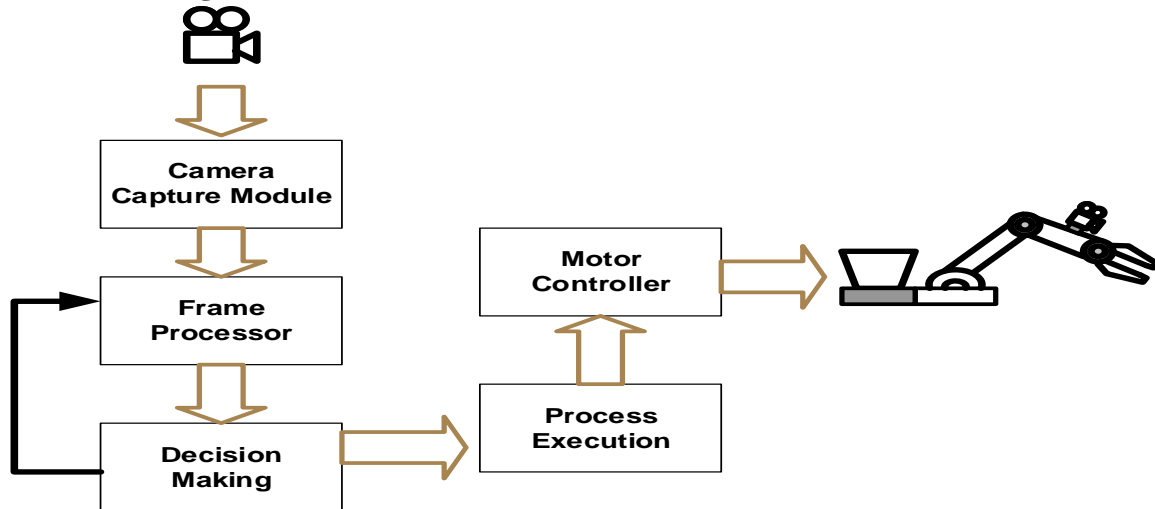 Camera
Capture Module
Frame
Processor
Decision
Making
Motor
Controller
Process
Execution